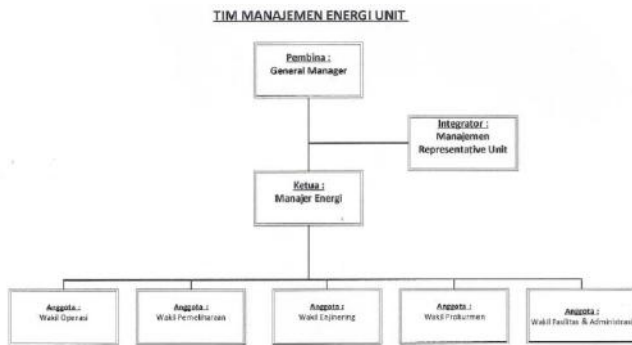 TIM MANAJEMEN ENERGI UNIT
Pembina :
General Manager
Integrator :
Manajemen
Representative Unit
Ketua :
Manajer Energi
Anggota :
Wakil Operasi
Anggota :
Wakil Pemeliharaan
Anggota :
Wakil Enjinering
Anggota :
Wakil Prokurmen
Anggota :
Wakil Fasilitas & Administrasi